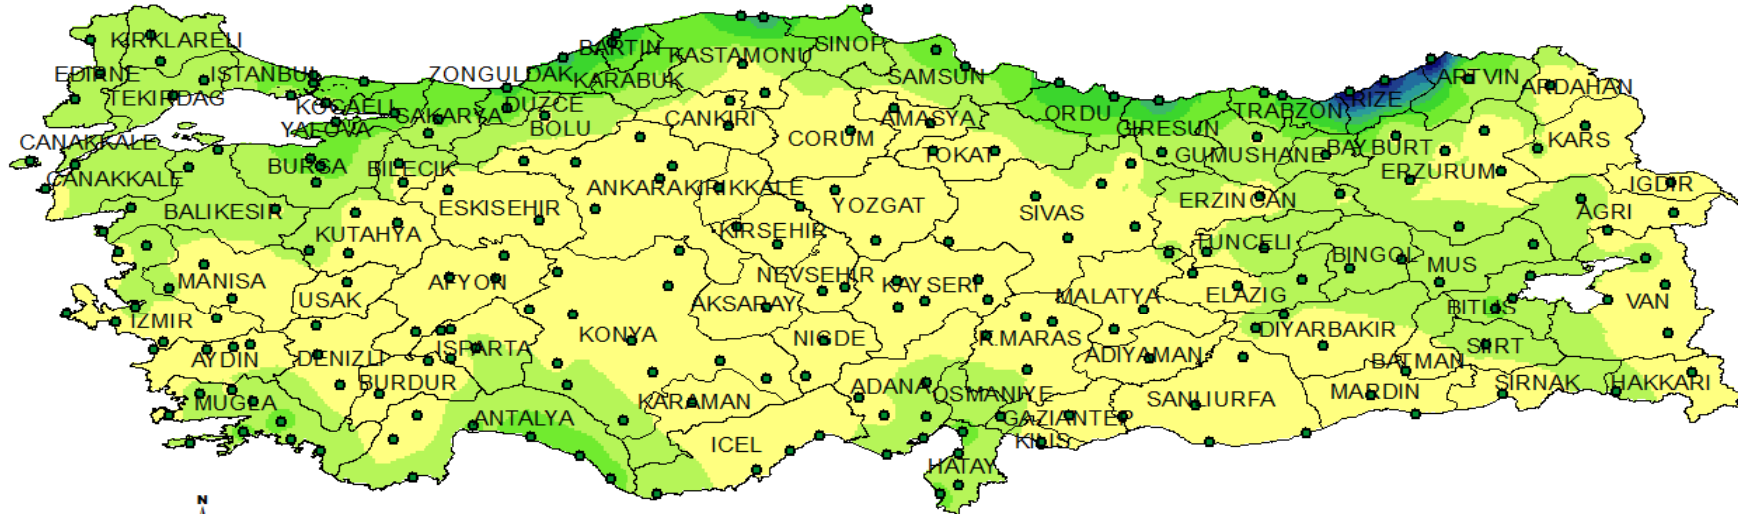 KIRKLARELI
EDIRNE
TEKIRDAG
ISTANBUL
KOCAELI
YALOVA
SAKARYA
ZONGULDAK
DUZCE
BOLU
BARTIN
KARABUK
KASTAMONU
SINOP
SAMSUN
ORDU
GIRESUN
TRABZON
RIZE
ARTVIN
ARDAHAN
CANAKKALE
CANAKKALE
BURSA
BILECIK
CANKIRI
CORUM
AMASYA
TOKAT
GUMUSHANE
BAYBURT
ERZURUM
KARS
IGDIR
BALIKESIR
KUTAHYA
ESKISEHIR
ANKARA
KIRIKKALE
KIRSEHIR
YOZGAT
SIVAS
ERZINCAN
TUNCELI
BINGOL
MUS
AGRI
MANISA
USAK
AFYON
AKSARAY
NEVSEHIR
KAYSERI
MALATYA
ELAZIG
BITLIS
VAN
IZMIR
AYDIN
DENIZLI
ISPARTA
BURDUR
KONYA
NIGDE
K.MARAS
ADIYAMAN
DIYARBAKIR
BATMAN
SIIRT
SIRNAK
HAKKARI
MUGLA
ANTALYA
KARAMAN
ICEL
ADANA
OSMANIYE
GAZIANTEP
KILIS
SANLIURFA
MARDIN
HATAY
N